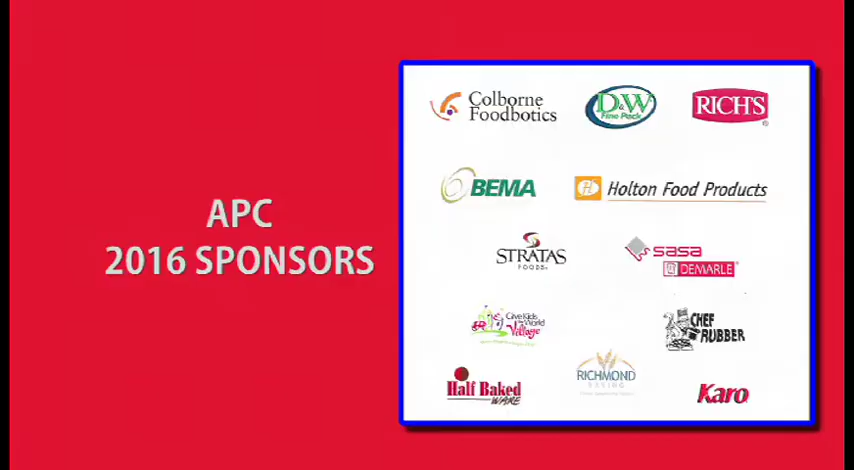 APC
2016 SPONSORS
Colborne
Foodbotics
D&W
Fine Pack
RICH'S
BEMA
H
Holton Food Products
STRATAS
FOODS
sasa
DEMARLE
Give Kids
the World
Village
CHEF
RUBBER
Half Baked
WARE
RICHMOND
BAKING
Karo